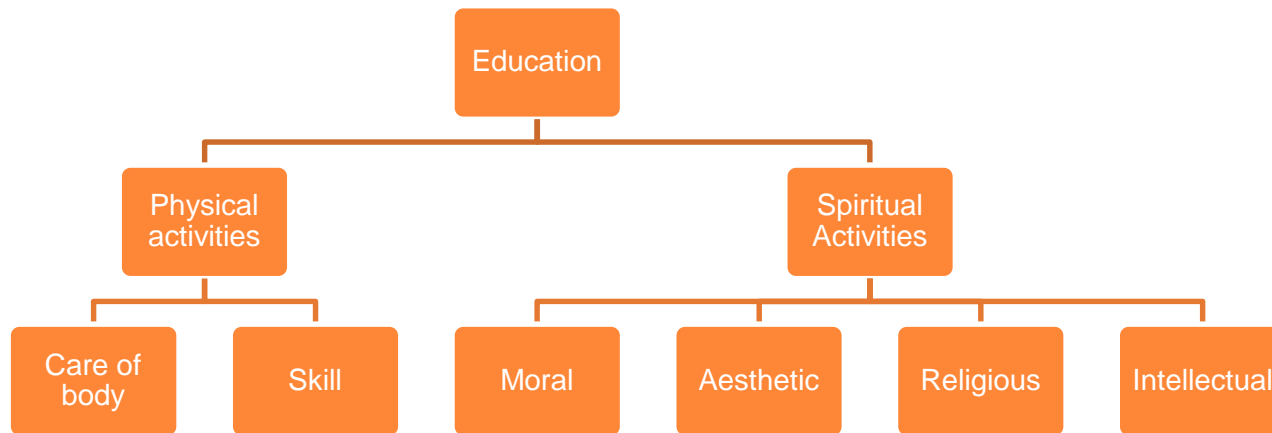 Education
Physical
activities
Spiritual
Activities
Care of
body
Skill
Moral
Aesthetic
Religious
Intellectual